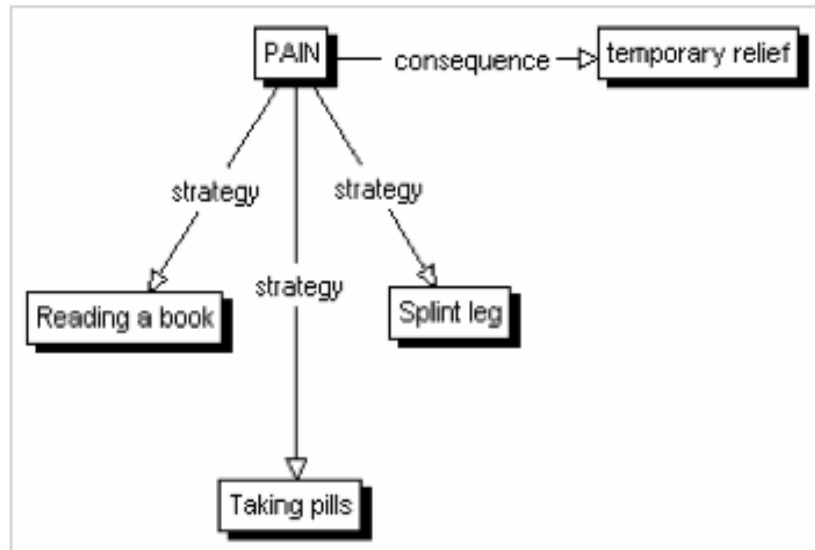 PAIN
consequence
temporary relief
strategy
strategy
strategy
Reading a book
Splint leg
Taking pills